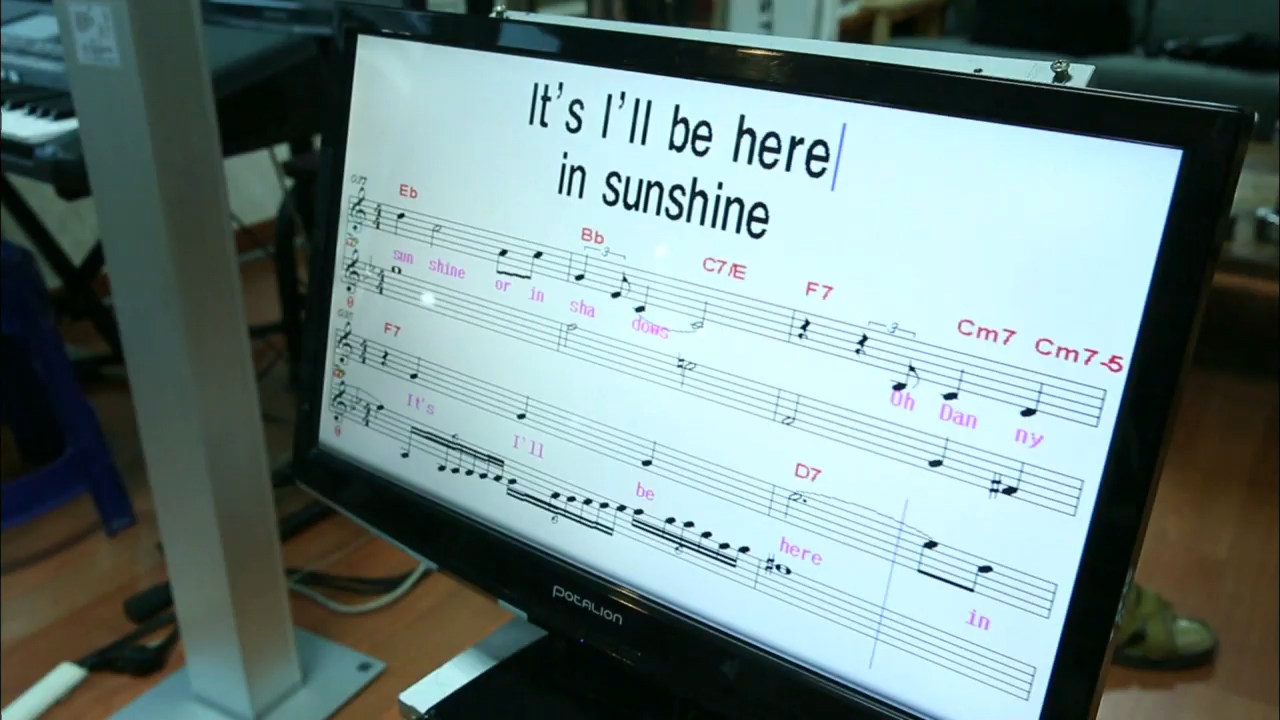 It's I'll be here
in sunshine
Eb Bb C7/E F7 Cm7 Cm7-5
sun shine or in sha dows Oh Dan ny
F7 D7
It's I'll be here in
POTALION